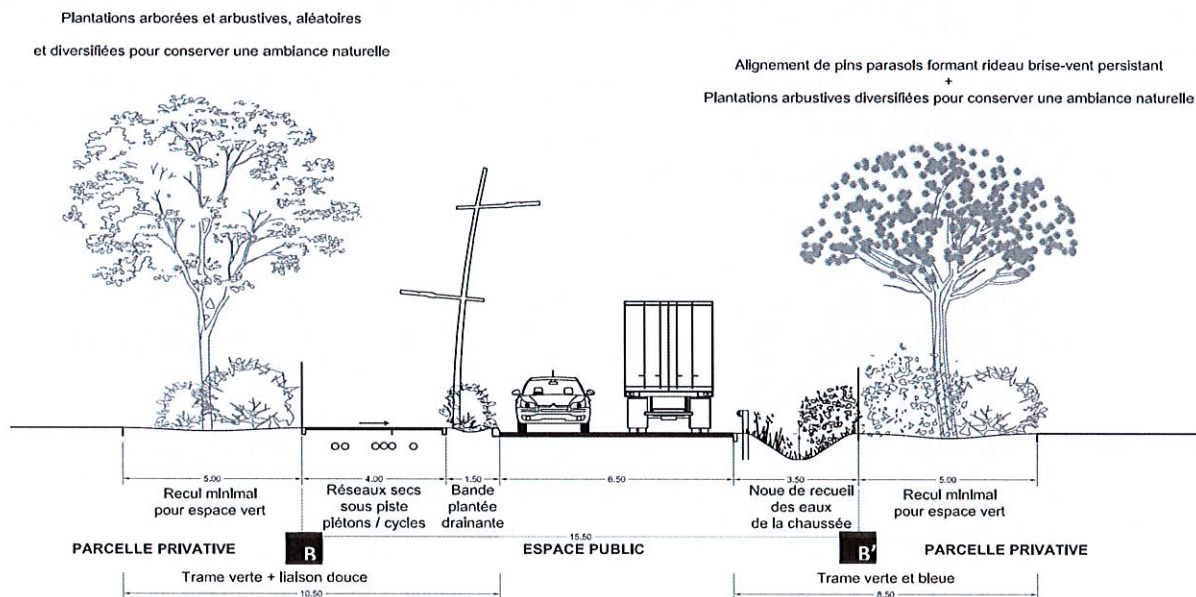 Plantations arborées et arbustives, aléatoires
et diversifiées pour conserver une ambiance naturelle
Alignement de pins parasols formant rideau brise-vent persistant
+
Plantations arbustives diversifiées pour conserver une ambiance naturelle
5.00
4.00
1.50
6.50
3.50
5.00
Recul minimal
pour espace vert
Réseaux secs
sous piste
piétons / cycles
Bande
plantée
drainante
Noue de recueil
des eaux
de la chaussée
Recul minimal
pour espace vert
15.50
PARCELLE PRIVATIVE
B
ESPACE PUBLIC
B'
PARCELLE PRIVATIVE
Trame verte + liaison douce
Trame verte et bleue
10.50
8.50